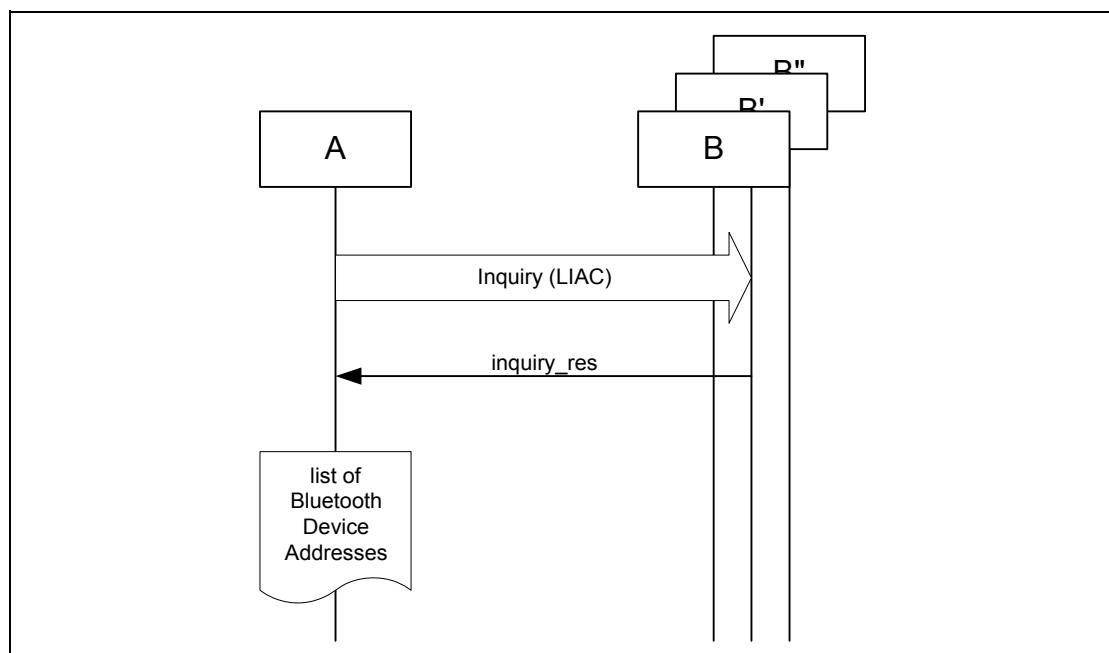 B"
B'
A
B
Inquiry (LIAC)
inquiry_res
list of
Bluetooth
Device
Addresses